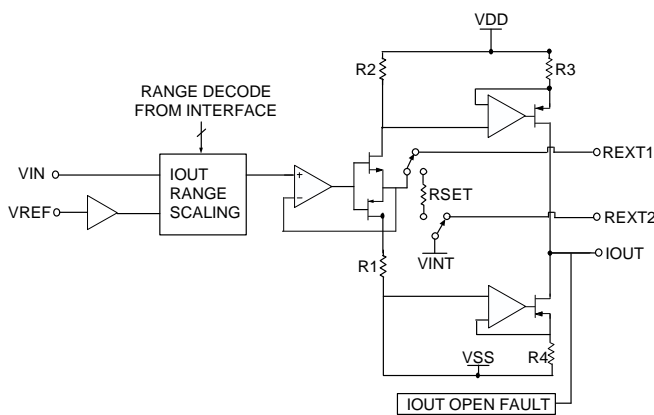 VDD
R2
R3
RANGE DECODE
FROM INTERFACE
REXT1
VIN
IOUT
RANGE
SCALING
+
−
RSET
VREF
REXT2
VINT
IOUT
R1
VSS
R4
IOUT OPEN FAULT